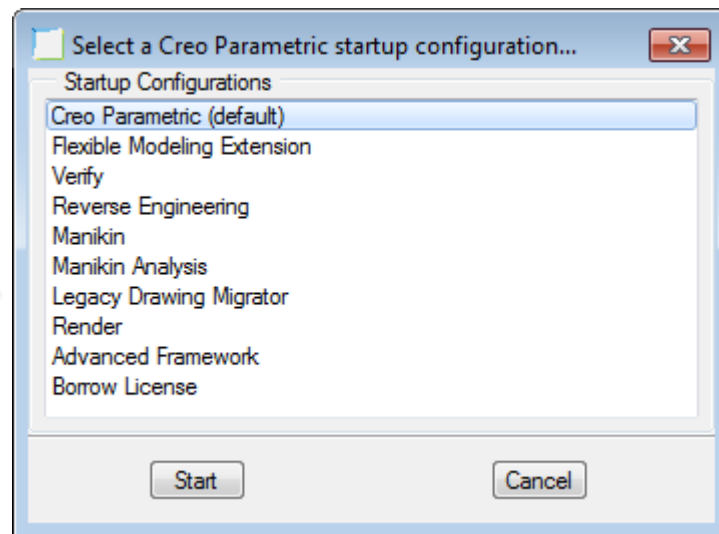 Select a Creo Parametric startup configuration...
Startup Configurations
Creo Parametric (default)
Flexible Modeling Extension
Verify
Reverse Engineering
Manikin
Manikin Analysis
Legacy Drawing Migrator
Render
Advanced Framework
Borrow License
Start
Cancel